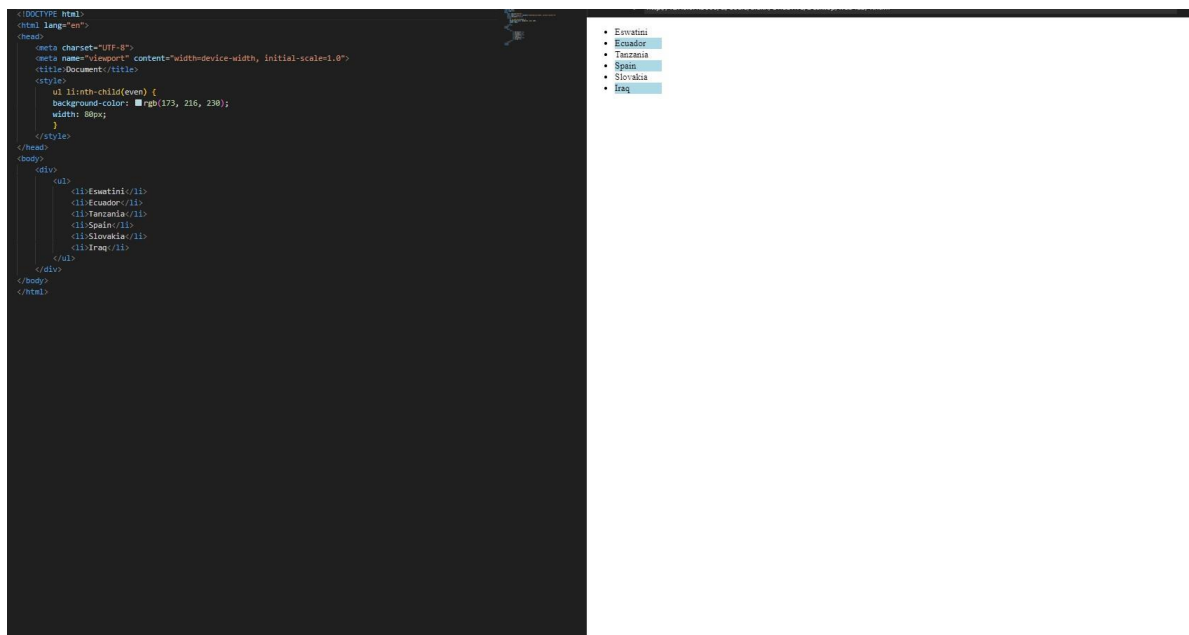 <!DOCTYPE html>
<html lang="en">
<head>
<meta charset="UTF-8">
<meta name="viewport" content="width=device-width, initial-scale=1.0">
<title>Document</title>
<style>
ul li:nth-child(even) {
background-color: rgb(173, 216, 230);
width: 80px;
}
</style>
</head>
<body>
<div>
<ul>
<li>Eswatini</li>
<li>Ecuador</li>
<li>Tanzania</li>
<li>Spain</li>
<li>Slovakia</li>
<li>Iraq</li>
</ul>
</div>
</body>
</html>
Eswatini
Ecuador
Tanzania
Spain
Slovakia
Iraq